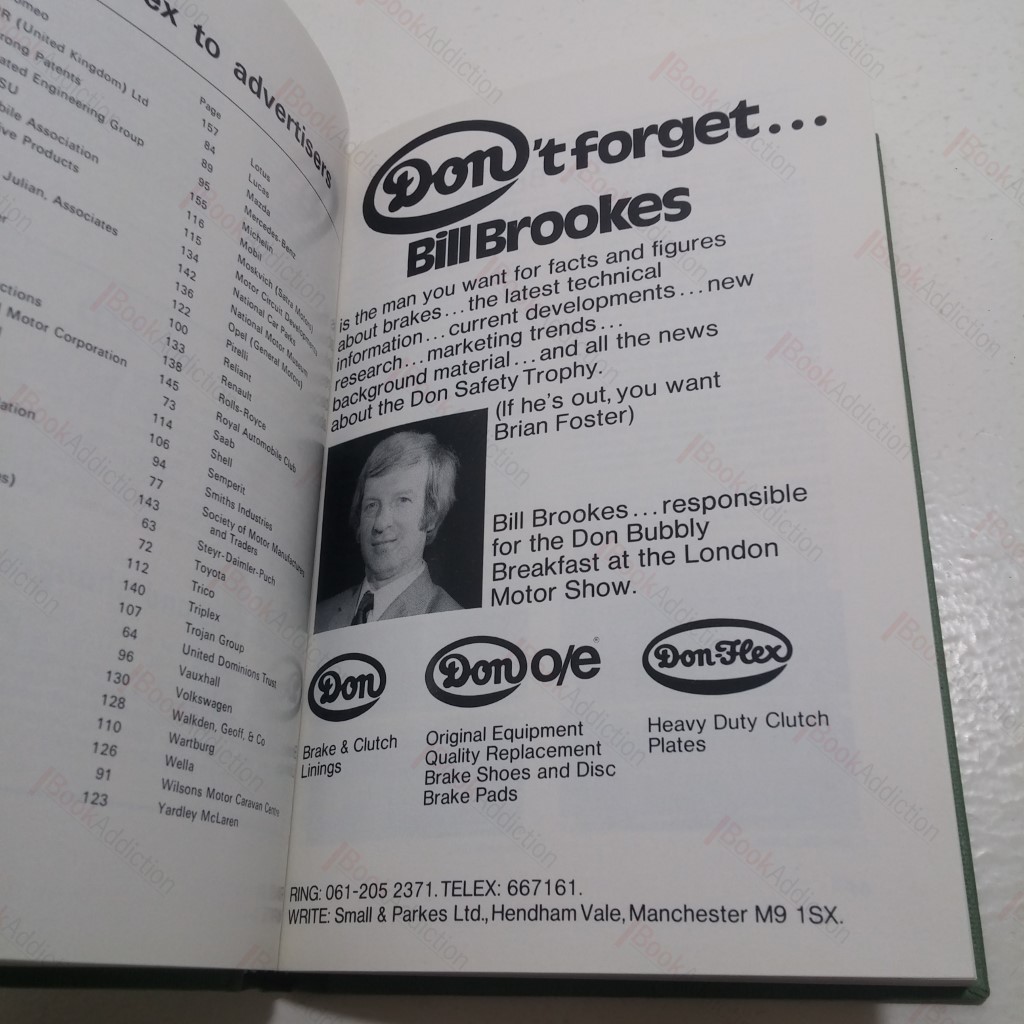 ex to advertisers
omeo
R (United Kingdom) Ltd
rong Patents
ated Engineering Group
SU
bile Association
ive Products
Julian, Associates
er
ctions
l Motor Corporation
lation
s)
Page
157
84
89
95
155
116
115
134
142
136
122
100
133
138
145
73
114
106
94
77
143
63
72
112
140
107
64
96
130
128
110
126
91
123
Lotus
Lucas
Mazda
Mercedes-Benz
Michelin
Mobil
Moskvich (Satra Motors)
Motor Circuit Developments
National Car Parks
National Motor Museum
Opel (General Motors)
Pirelli
Reliant
Renault
Rolls-Royce
Royal Automobile Club
Saab
Shell
Semperit
Smiths Industries
Society of Motor Manufacturers
and Traders
Steyr-Daimler-Puch
Toyota
Trico
Triplex
Trojan Group
United Dominions Trust
Vauxhall
Volkswagen
Walkden, Geoff, & Co
Wartburg
Wella
Wilsons Motor Caravan Centre
Yardley McLaren
Don't forget...
Bill Brookes
is the man you want for facts and figures
about brakes...the latest technical
information...current developments...new
research...marketing trends...
background material...and all the news
about the Don Safety Trophy.
(If he's out, you want
Brian Foster)
Bill Brookes...responsible
for the Don Bubbly
Breakfast at the London
Motor Show.
Don
Brake & Clutch
Linings
Don o/e
Original Equipment
Quality Replacement
Brake Shoes and Disc
Brake Pads
Don-Flex
Heavy Duty Clutch
Plates
RING: 061-205 2371. TELEX: 667161.
WRITE: Small & Parkes Ltd., Hendham Vale, Manchester M9 1SX.
BookAddiction